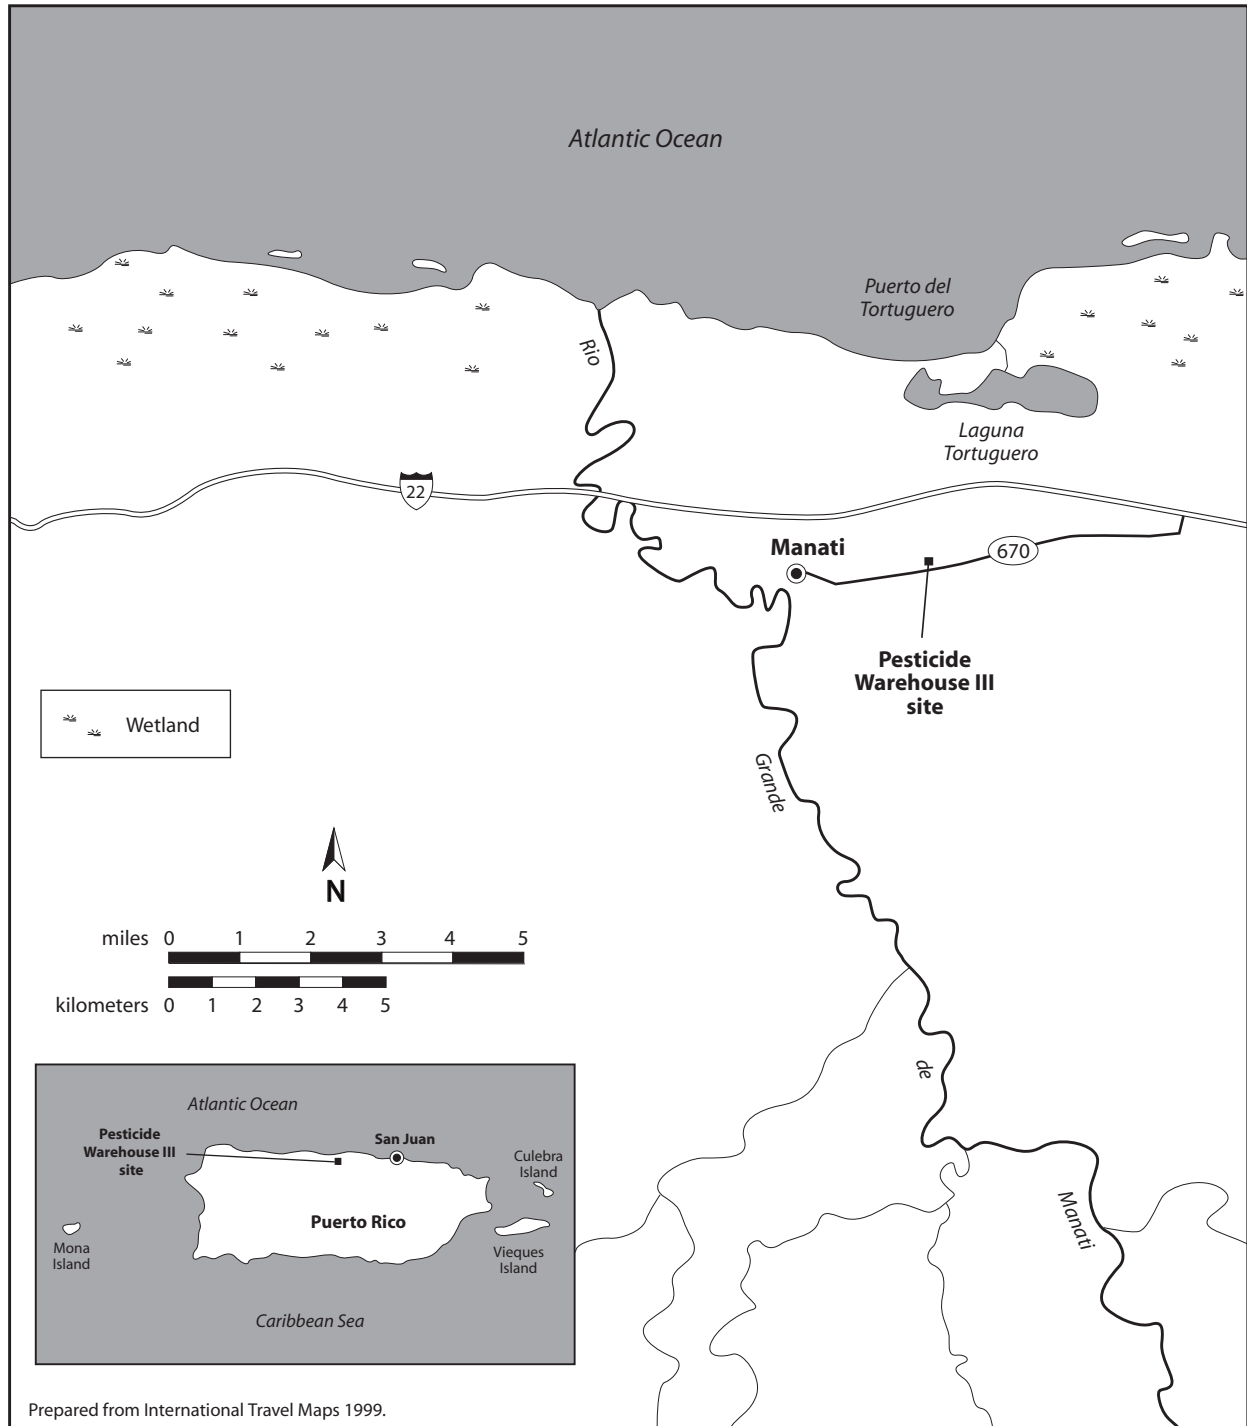 Atlantic Ocean
Puerto del
Tortuguero
Rio
Laguna
Tortuguero
22
Manati
670
Pesticide
Warehouse III
site
Wetland
Grande
N
miles 0 1 2 3 4 5
kilometers 0 1 2 3 4 5
de
Manati
Atlantic Ocean
Pesticide
Warehouse III
site
San Juan
Culebra
Island
Puerto Rico
Mona
Island
Vieques
Island
Caribbean Sea
Prepared from International Travel Maps 1999.